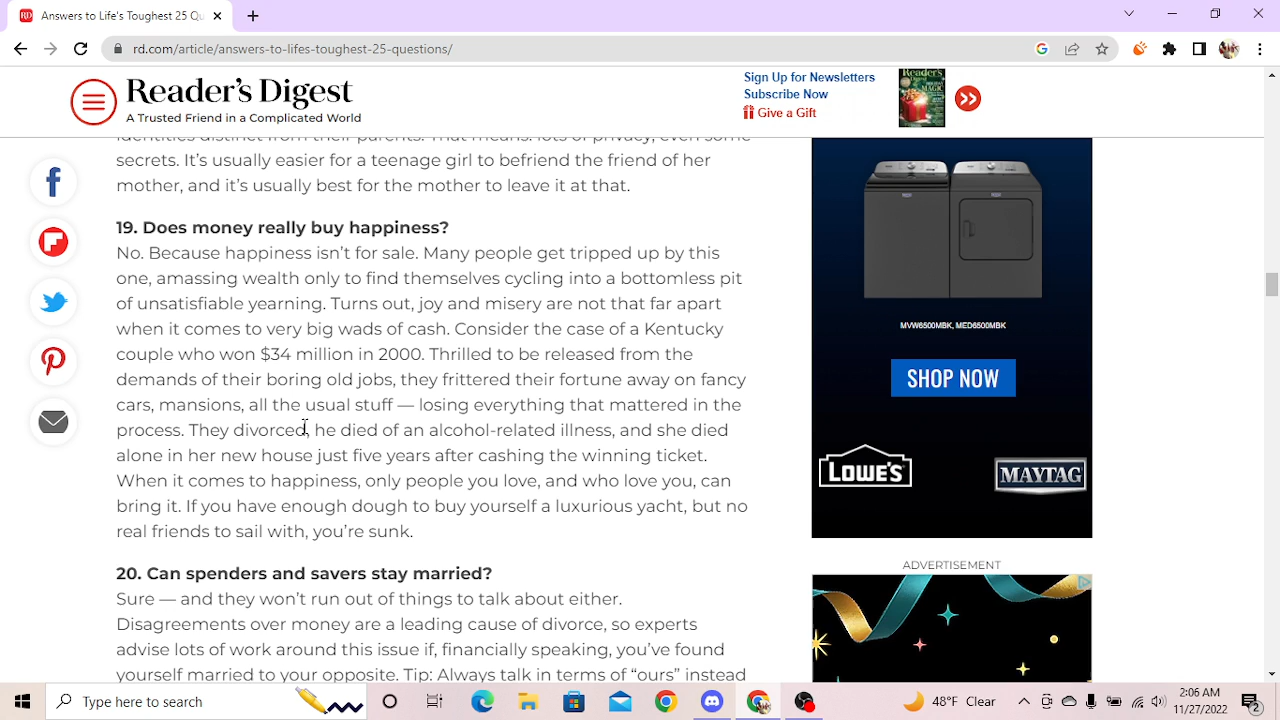 Answers to Life's Toughest 25 Qu
rd.com/article/answers-to-lifes-toughest-25-questions/
Reader's Digest
A Trusted Friend in a Complicated World
Sign Up for Newsletters
Subscribe Now
Give a Gift
secrets. It's usually easier for a teenage girl to befriend the friend of her
mother, and it's usually best for the mother to leave it at that.
19. Does money really buy happiness?
No. Because happiness isn't for sale. Many people get tripped up by this
one, amassing wealth only to find themselves cycling into a bottomless pit
of unsatisfiable yearning. Turns out, joy and misery are not that far apart
when it comes to very big wads of cash. Consider the case of a Kentucky
couple who won $34 million in 2000. Thrilled to be released from the
demands of their boring old jobs, they frittered their fortune away on fancy
cars, mansions, all the usual stuff — losing everything that mattered in the
process. They divorced, he died of an alcohol-related illness, and she died
alone in her new house just five years after cashing the winning ticket.
When it comes to happiness, only people you love, and who love you, can
bring it. If you have enough dough to buy yourself a luxurious yacht, but no
real friends to sail with, you're sunk.
20. Can spenders and savers stay married?
Sure — and they won't run out of things to talk about either.
Disagreements over money are a leading cause of divorce, so experts
advise lots of work around this issue if, financially speaking, you've found
yourself married to your opposite. Tip: Always talk in terms of "ours" instead
MVW6500MBK, MED6500MBK
SHOP NOW
LOWE'S
MAYTAG
ADVERTISEMENT
Type here to search
48°F Clear
2:06 AM
11/27/2022